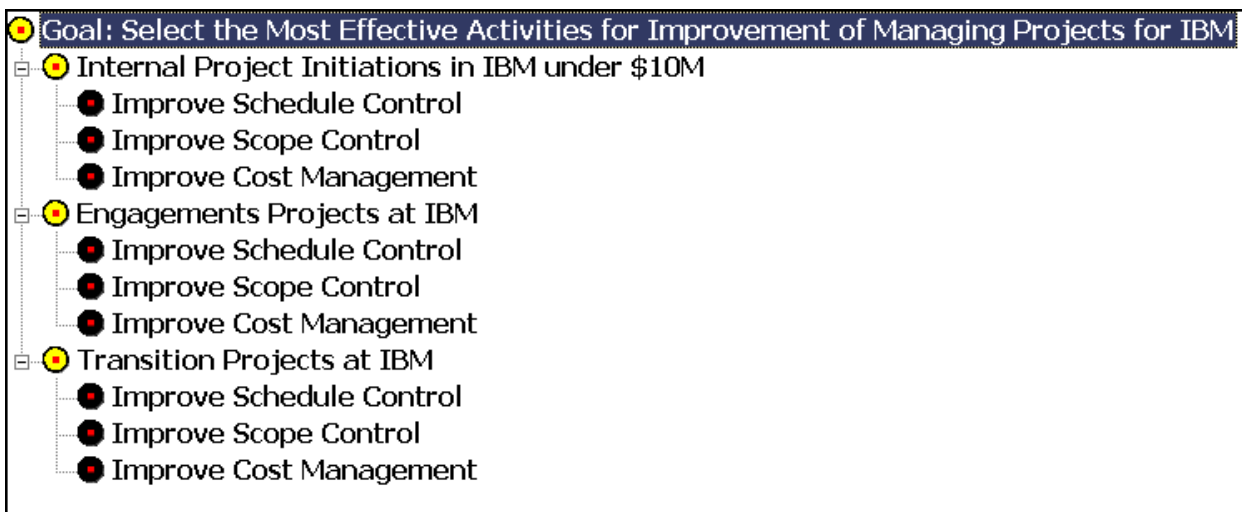 Goal: Select the Most Effective Activities for Improvement of Managing Projects for IBM
Internal Project Initiations in IBM under $10M
Improve Schedule Control
Improve Scope Control
Improve Cost Management
Engagements Projects at IBM
Improve Schedule Control
Improve Scope Control
Improve Cost Management
Transition Projects at IBM
Improve Schedule Control
Improve Scope Control
Improve Cost Management